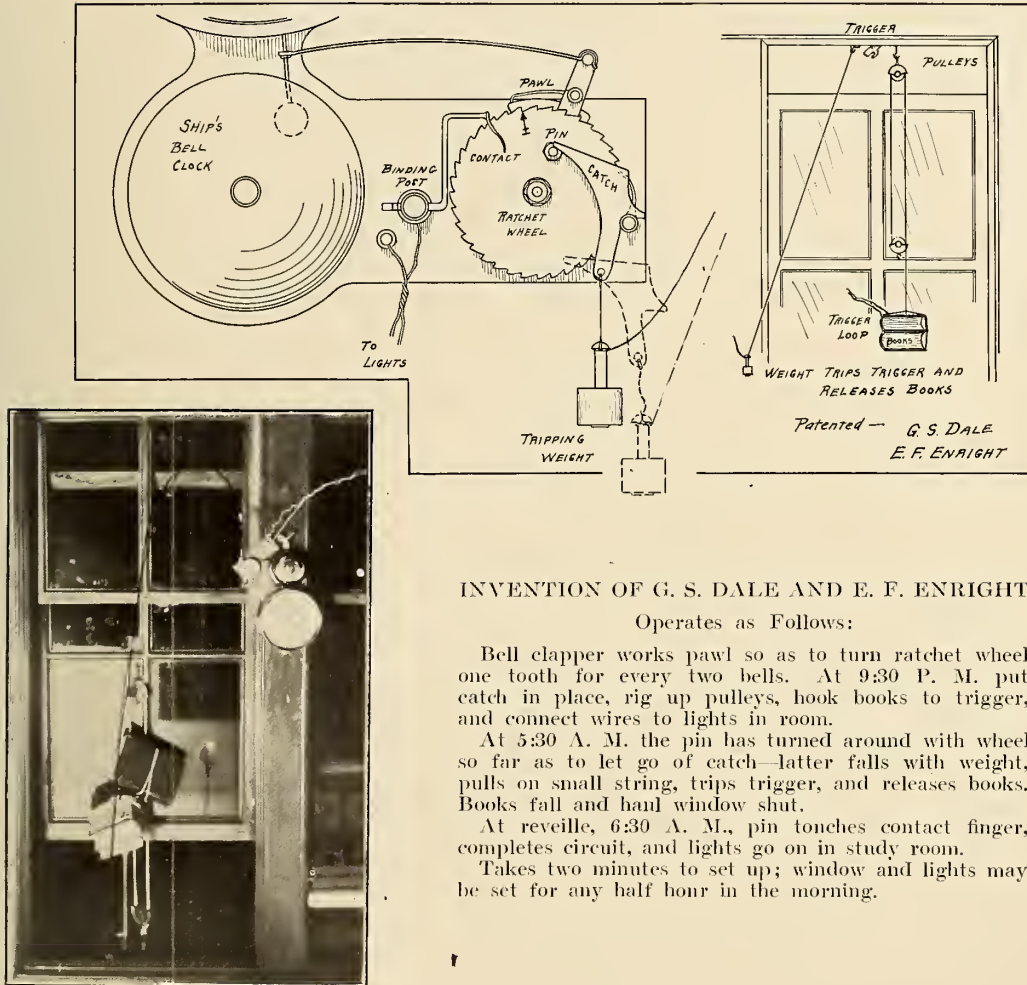 TRIGGER
PULLEYS
PAWL
SHIP'S
BELL
CLOCK
PIN
CONTACT
CATCH
BINDING
POST
RATCHET
WHEEL
TO
LIGHTS
TRIGGER
LOOP
BOOKS
WEIGHT TRIPS TRIGGER AND
RELEASES BOOKS
Patented — G. S. DALE
E. F. ENRIGHT
TRIPPING
WEIGHT
INVENTION OF G. S. DALE AND E. F. ENRIGHT
Operates as Follows:
Bell clapper works pawl so as to turn ratchet wheel
one tooth for every two bells. At 9:30 P. M. put
catch in place, rig up pulleys, hook books to trigger,
and connect wires to lights in room.
At 5:30 A. M. the pin has turned around with wheel
so far as to let go of catch—latter falls with weight,
pulls on small string, trips trigger, and releases books.
Books fall and haul window shut.
At reveille, 6:30 A. M., pin touches contact finger,
completes circuit, and lights go on in study room.
Takes two minutes to set up; window and lights may
be set for any half hour in the morning.